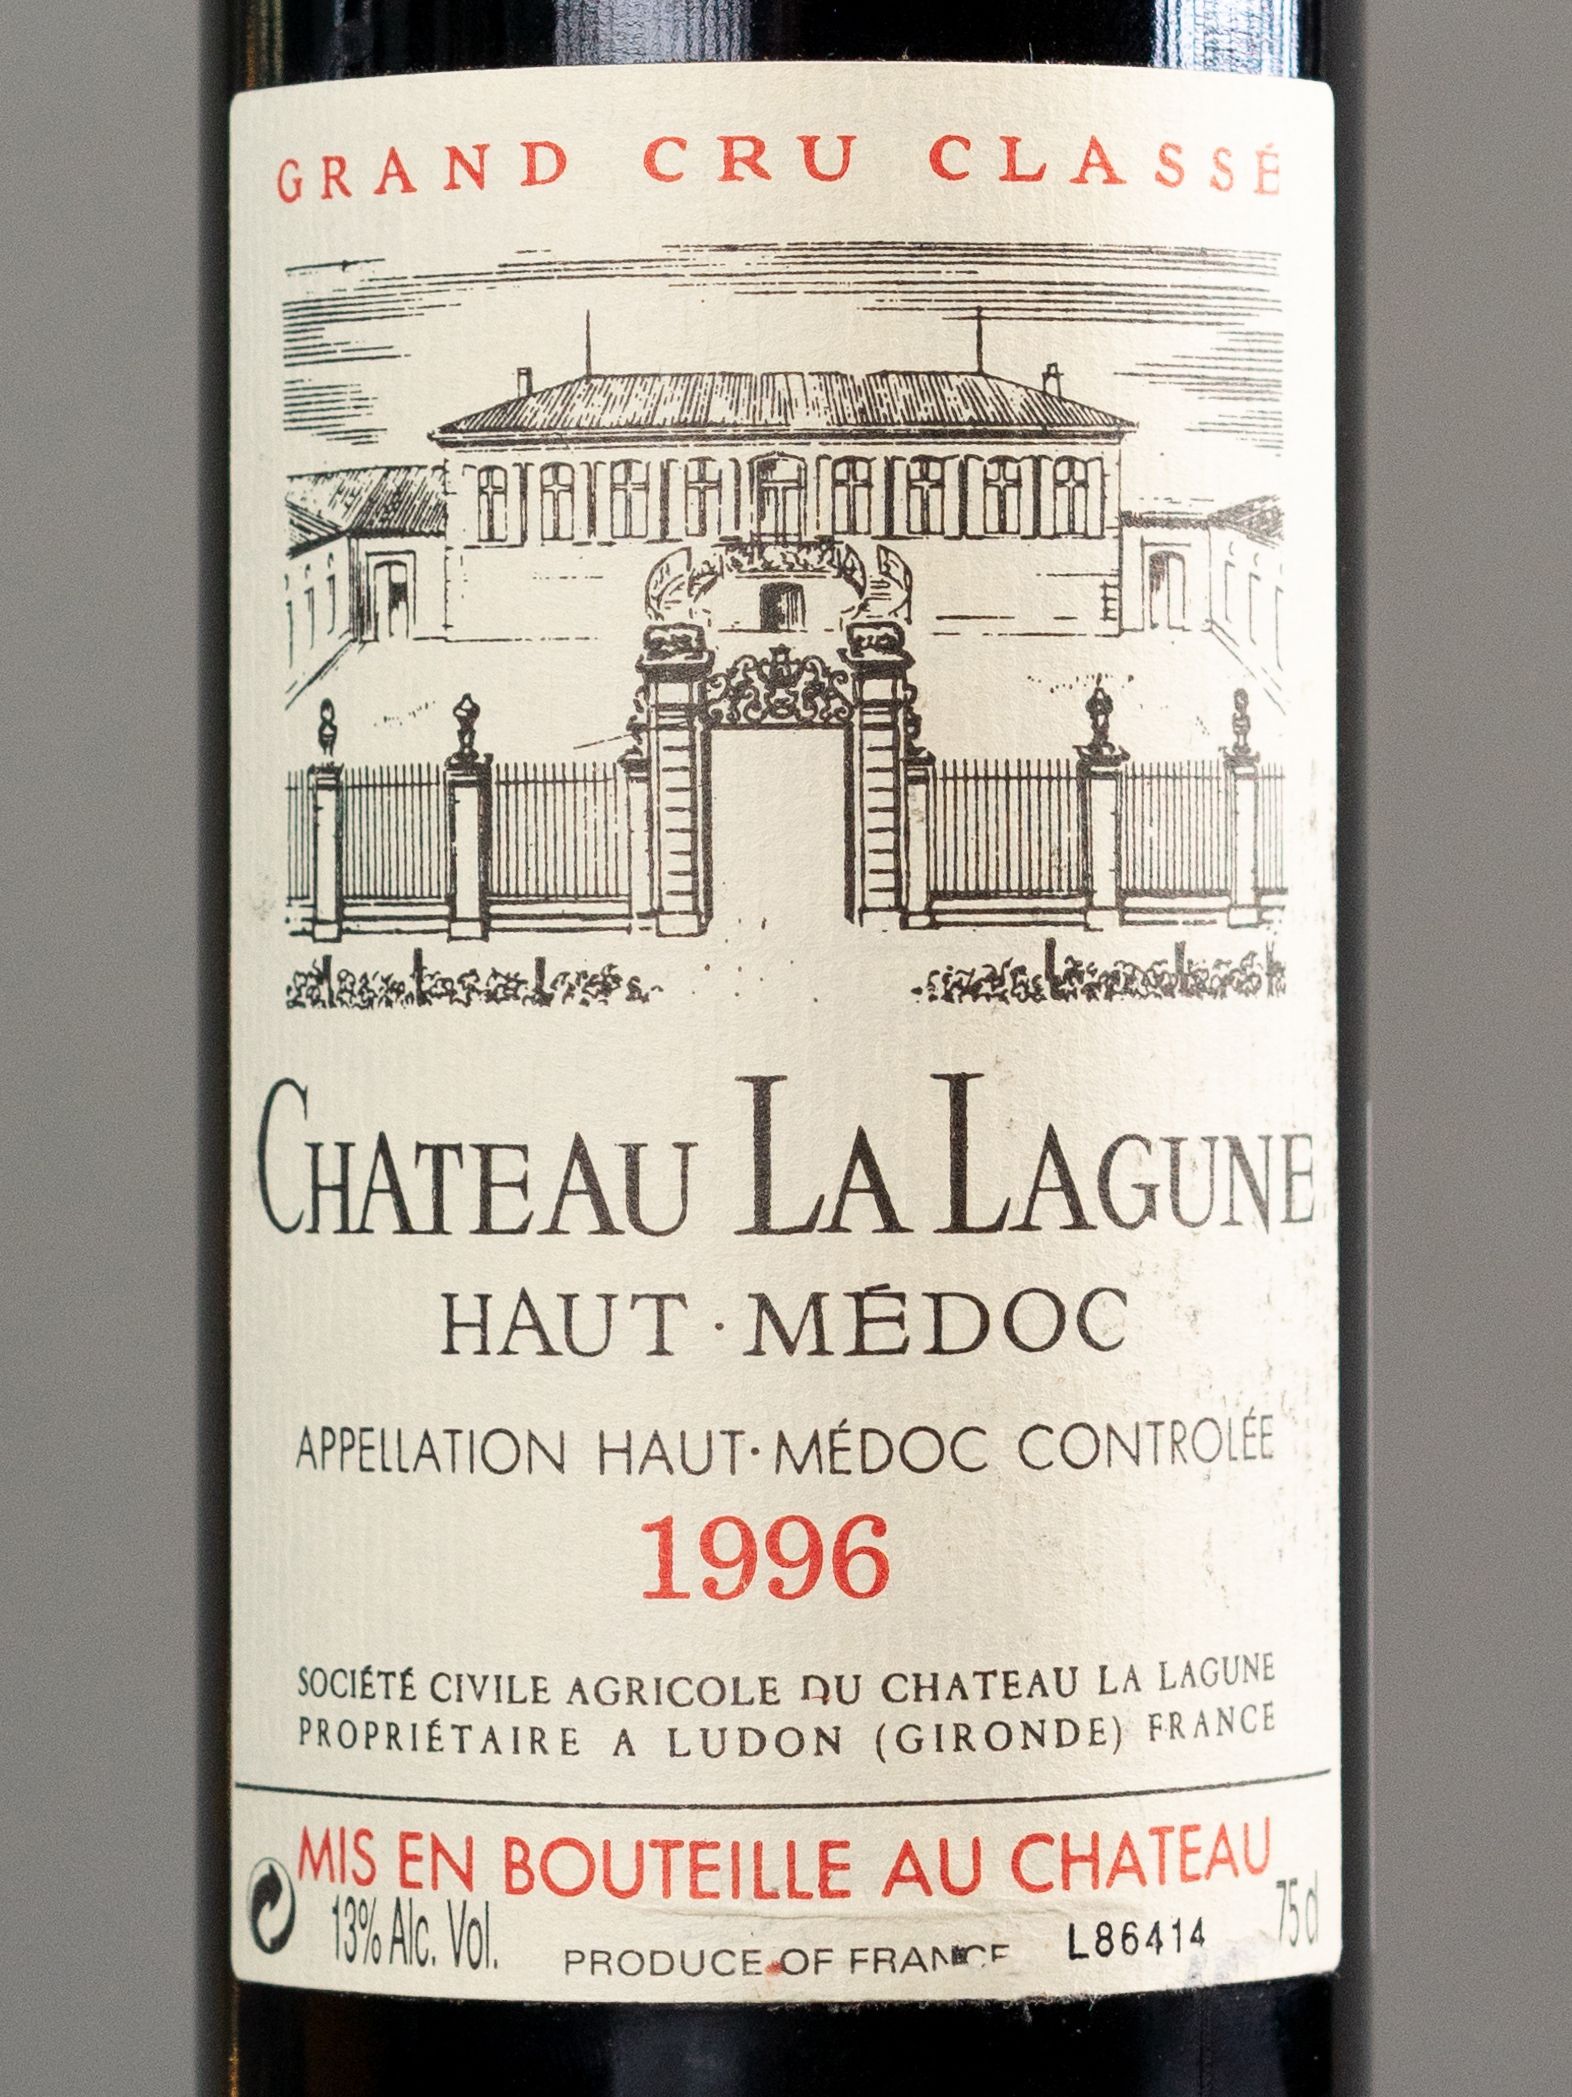 GRAND CRU CLASSÉ
CHATEAU LA LAGUNE
HAUT·MÉDOC
APPELLATION HAUT·MÉDOC CONTROLÉE
1996
SOCIÉTÉ CIVILE AGRICOLE DU CHATEAU LA LAGUNE
PROPRIÉTAIRE A LUDON (GIRONDE) FRANCE
MIS EN BOUTEILLE AU CHATEAU
13% Alc. Vol. PRODUCE OF FRANCE L86414 75 cl